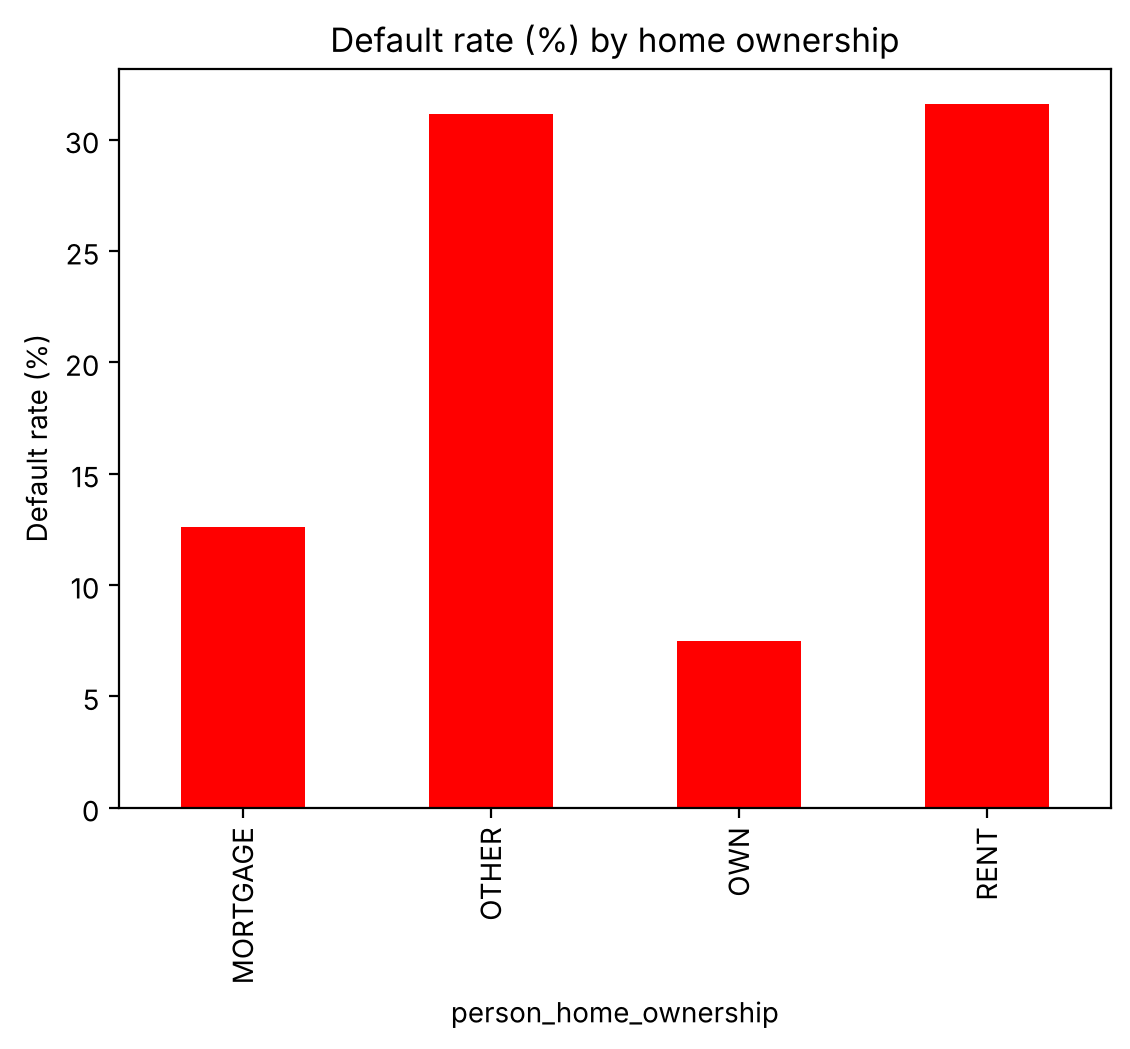 Default rate (%) by home ownership
Default rate (%)
30
25
20
15
10
5
0
MORTGAGE
OTHER
OWN
RENT
person_home_ownership